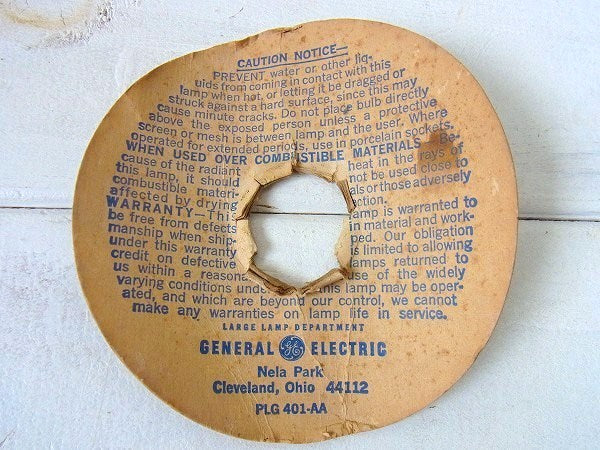 CAUTION NOTICE—
PREVENT water or other liq-
uids from coming in contact with this
lamp when hot, or letting it be dragged or
struck against a hard surface, since this may
cause minute cracks. Do not place bulb directly
above the exposed person unless a protective
screen or mesh is between lamp and the user. Where
operated for extended periods, use in porcelain sockets.
WHEN USED OVER COMBUSTIBLE MATERIALS—Be-
cause of the radiant heat in the rays of
this lamp, it should not be used close to
combustible materi- als or those adversely
affected by drying
WARRANTY—This lamp is warranted to
be free from defects in material and work-
manship when ship- ped. Our obligation
under this warranty is limited to allowing
credit on defective lamps returned to
us within a reason use of the widely
varying conditions unde this lamp may be oper-
ated, and which are beyond our control, we cannot
make any warranties on lamp life in service.
LARGE LAMP DEPARTMENT
GENERAL GE ELECTRIC
Nela Park
Cleveland, Ohio 44112
PLG 401-AA